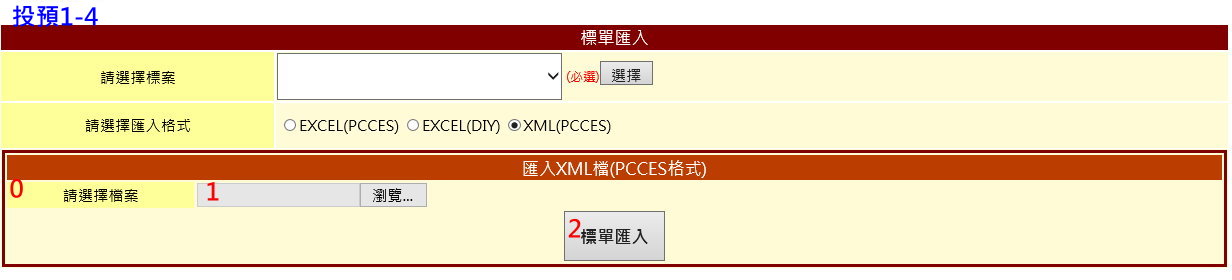 投預1-4
標單匯入
請選擇標案 (必選) 選擇
請選擇匯入格式 EXCEL(PCCES) EXCEL(DIY) XML(PCCES)
匯入XML檔(PCCES格式)
0 請選擇檔案 1 瀏覽...
2 標單匯入